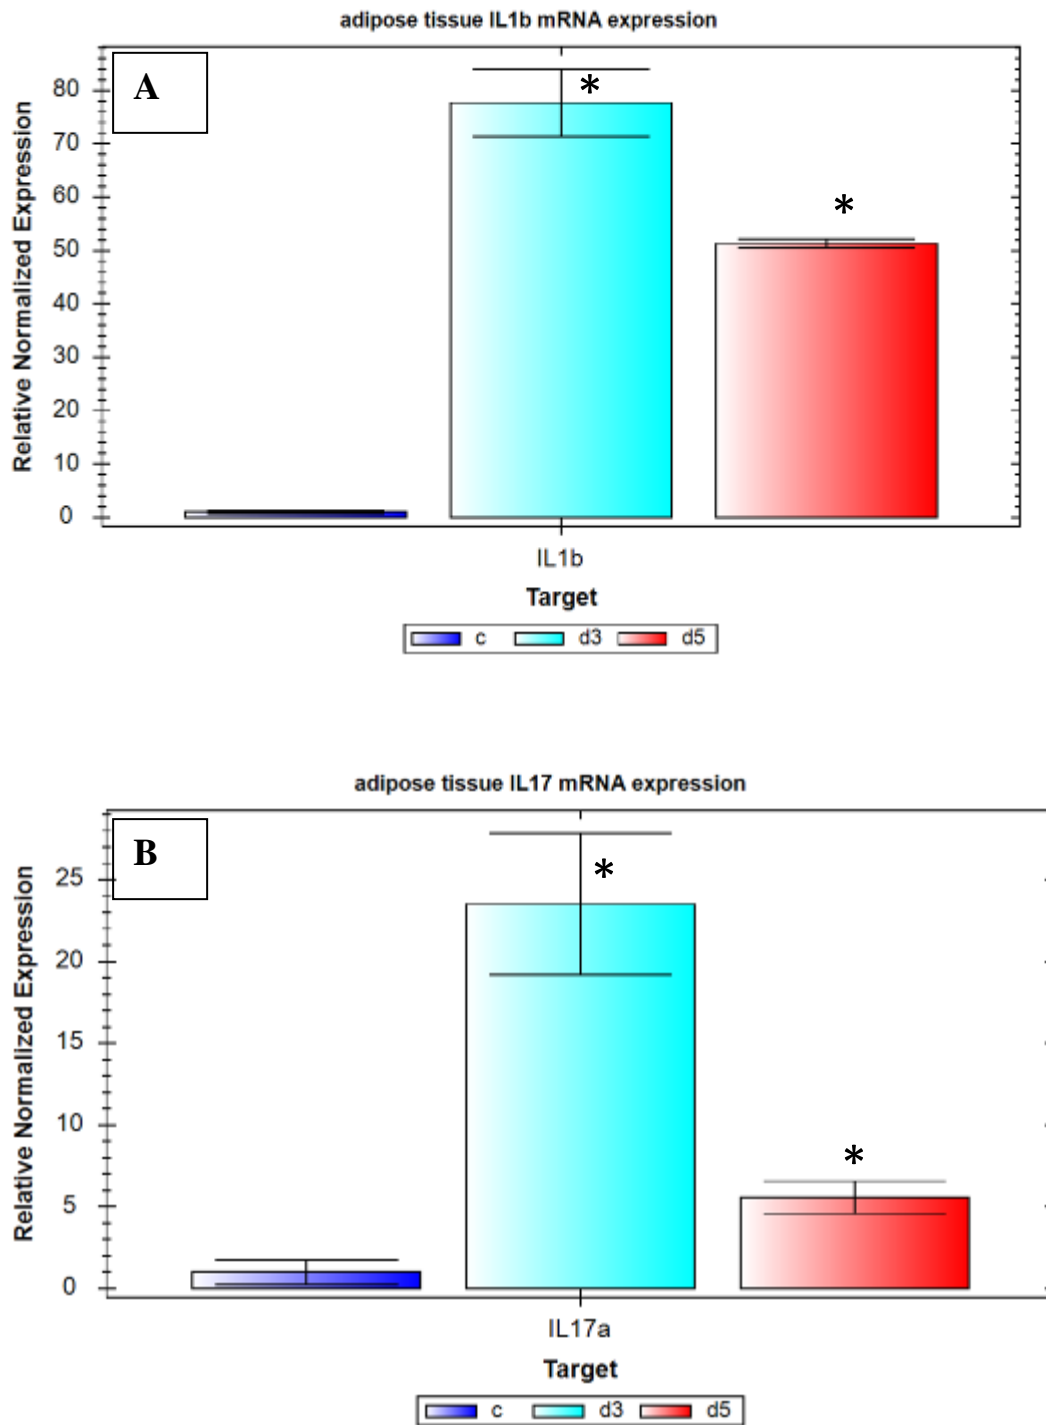 adipose tissue IL1b mRNA expression
A
*
*
Relative Normalized Expression
80
70
60
50
40
30
20
10
0
IL1b
Target
c d3 d5
adipose tissue IL17 mRNA expression
B
*
*
Relative Normalized Expression
25
20
15
10
5
0
IL17a
Target
c d3 d5